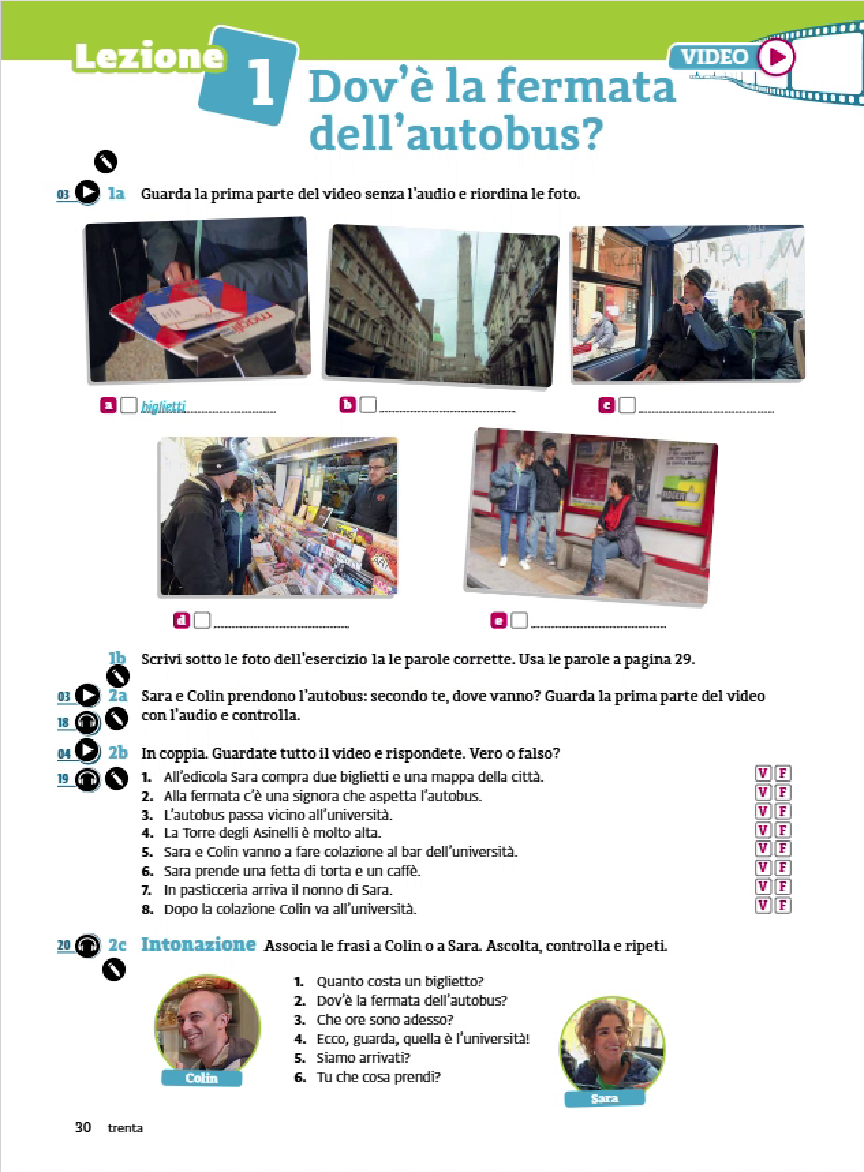 Lezione
1
VIDEO
Dov'è la fermata
dell'autobus?
03 1a Guarda la prima parte del video senza l'audio e riordina le foto.
a biglietti
b
c
d
e
1b Scrivi sotto le foto dell'esercizio 1a le parole corrette. Usa le parole a pagina 29.
03 2a Sara e Colin prendono l'autobus: secondo te, dove vanno? Guarda la prima parte del video
18 con l'audio e controlla.
04 2b In coppia. Guardate tutto il video e rispondete. Vero o falso?
19 1. All'edicola Sara compra due biglietti e una mappa della città. V F
2. Alla fermata c'è una signora che aspetta l'autobus. V F
3. L'autobus passa vicino all'università. V F
4. La Torre degli Asinelli è molto alta. V F
5. Sara e Colin vanno a fare colazione al bar dell'università. V F
6. Sara prende una fetta di torta e un caffè. V F
7. In pasticceria arriva il nonno di Sara. V F
8. Dopo la colazione Colin va all'università. V F
20 2c Intonazione Associa le frasi a Colin o a Sara. Ascolta, controlla e ripeti.
1. Quanto costa un biglietto?
2. Dov'è la fermata dell'autobus?
3. Che ore sono adesso?
4. Ecco, guarda, quella è l'università!
5. Siamo arrivati?
6. Tu che cosa prendi?
Colin
Sara
30 trenta